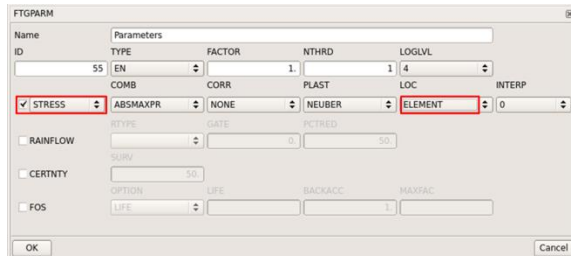 FTGPARM
Name Parameters
ID TYPE FACTOR NTHRD LOGLVL
55 EN 1. 1 4
COMB CORR PLAST LOC INTERP
STRESS ABSMAXPR NONE NEUBER ELEMENT 0
RTYPE GATE PCTRED
RAINFLOW 0. 50.
SURV
CERTNTY 50.
OPTION LIFE BACKACC MAXFAC
FOS LIFE 1.
OK Cancel